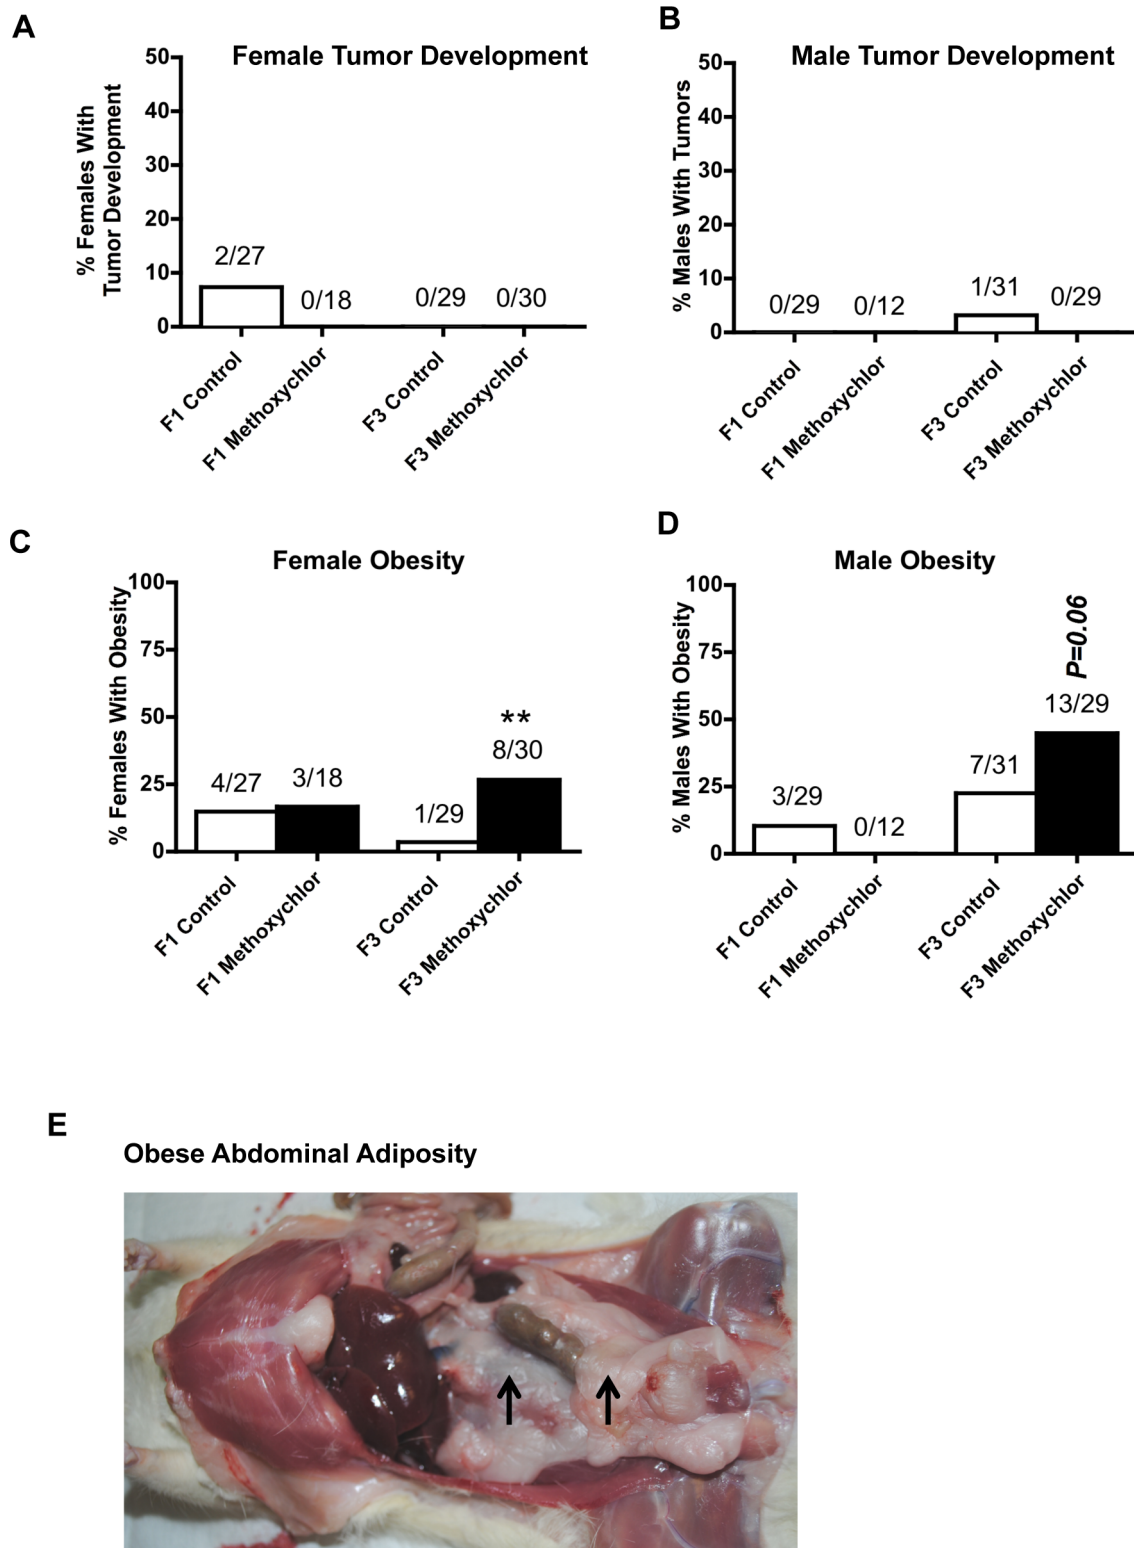 A
Female Tumor Development
% Females With
Tumor Development
50
40
30
20
10
0
2/27
0/18
0/29
0/30
F1 Control
F1 Methoxychlor
F3 Control
F3 Methoxychlor
B
Male Tumor Development
% Males With Tumors
50
40
30
20
10
0
0/29
0/12
1/31
0/29
F1 Control
F1 Methoxychlor
F3 Control
F3 Methoxychlor
C
Female Obesity
% Females With Obesity
100
75
50
25
0
4/27
3/18
1/29
**
8/30
F1 Control
F1 Methoxychlor
F3 Control
F3 Methoxychlor
D
Male Obesity
% Males With Obesity
100
75
50
25
0
3/29
0/12
7/31
P=0.06
13/29
F1 Control
F1 Methoxychlor
F3 Control
F3 Methoxychlor
E
Obese Abdominal Adiposity